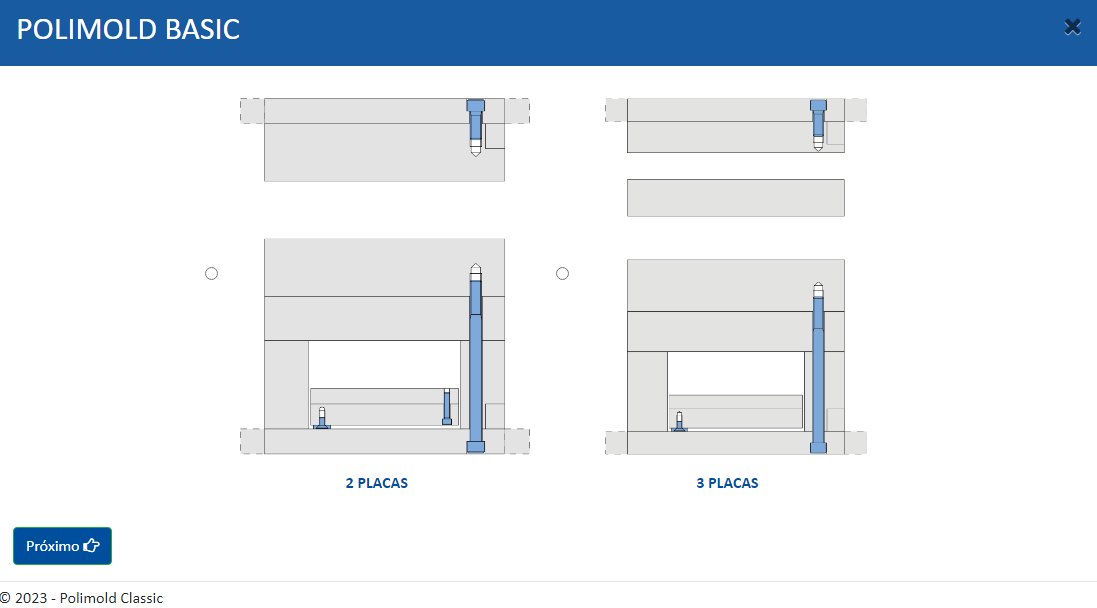 POLIMOLD BASIC
2 PLACAS
3 PLACAS
Próximo
© 2023 - Polimold Classic